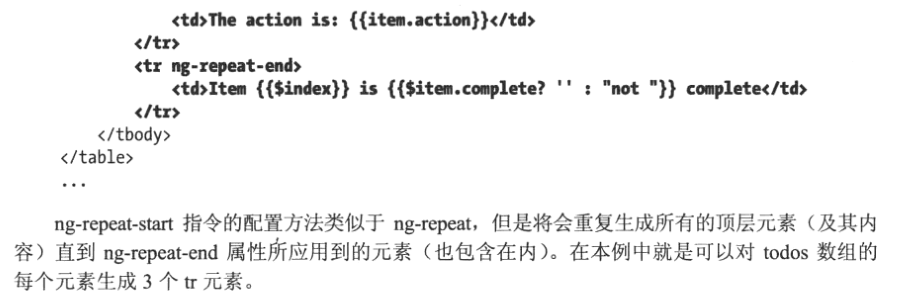 <td>The action is: {{item.action}}</td>
</tr>
<tr ng-repeat-end>
<td>Item {{$index}} is {{$item.complete? '' : "not "}} complete</td>
</tr>
</tbody>
</table>
...
ng-repeat-start 指令的配置方法类似于 ng-repeat，但是将会重复生成所有的顶层元素（及其内
容）直到 ng-repeat-end 属性所应用到的元素（也包含在内）。在本例中就是可以对 todos 数组的
每个元素生成 3 个 tr 元素。